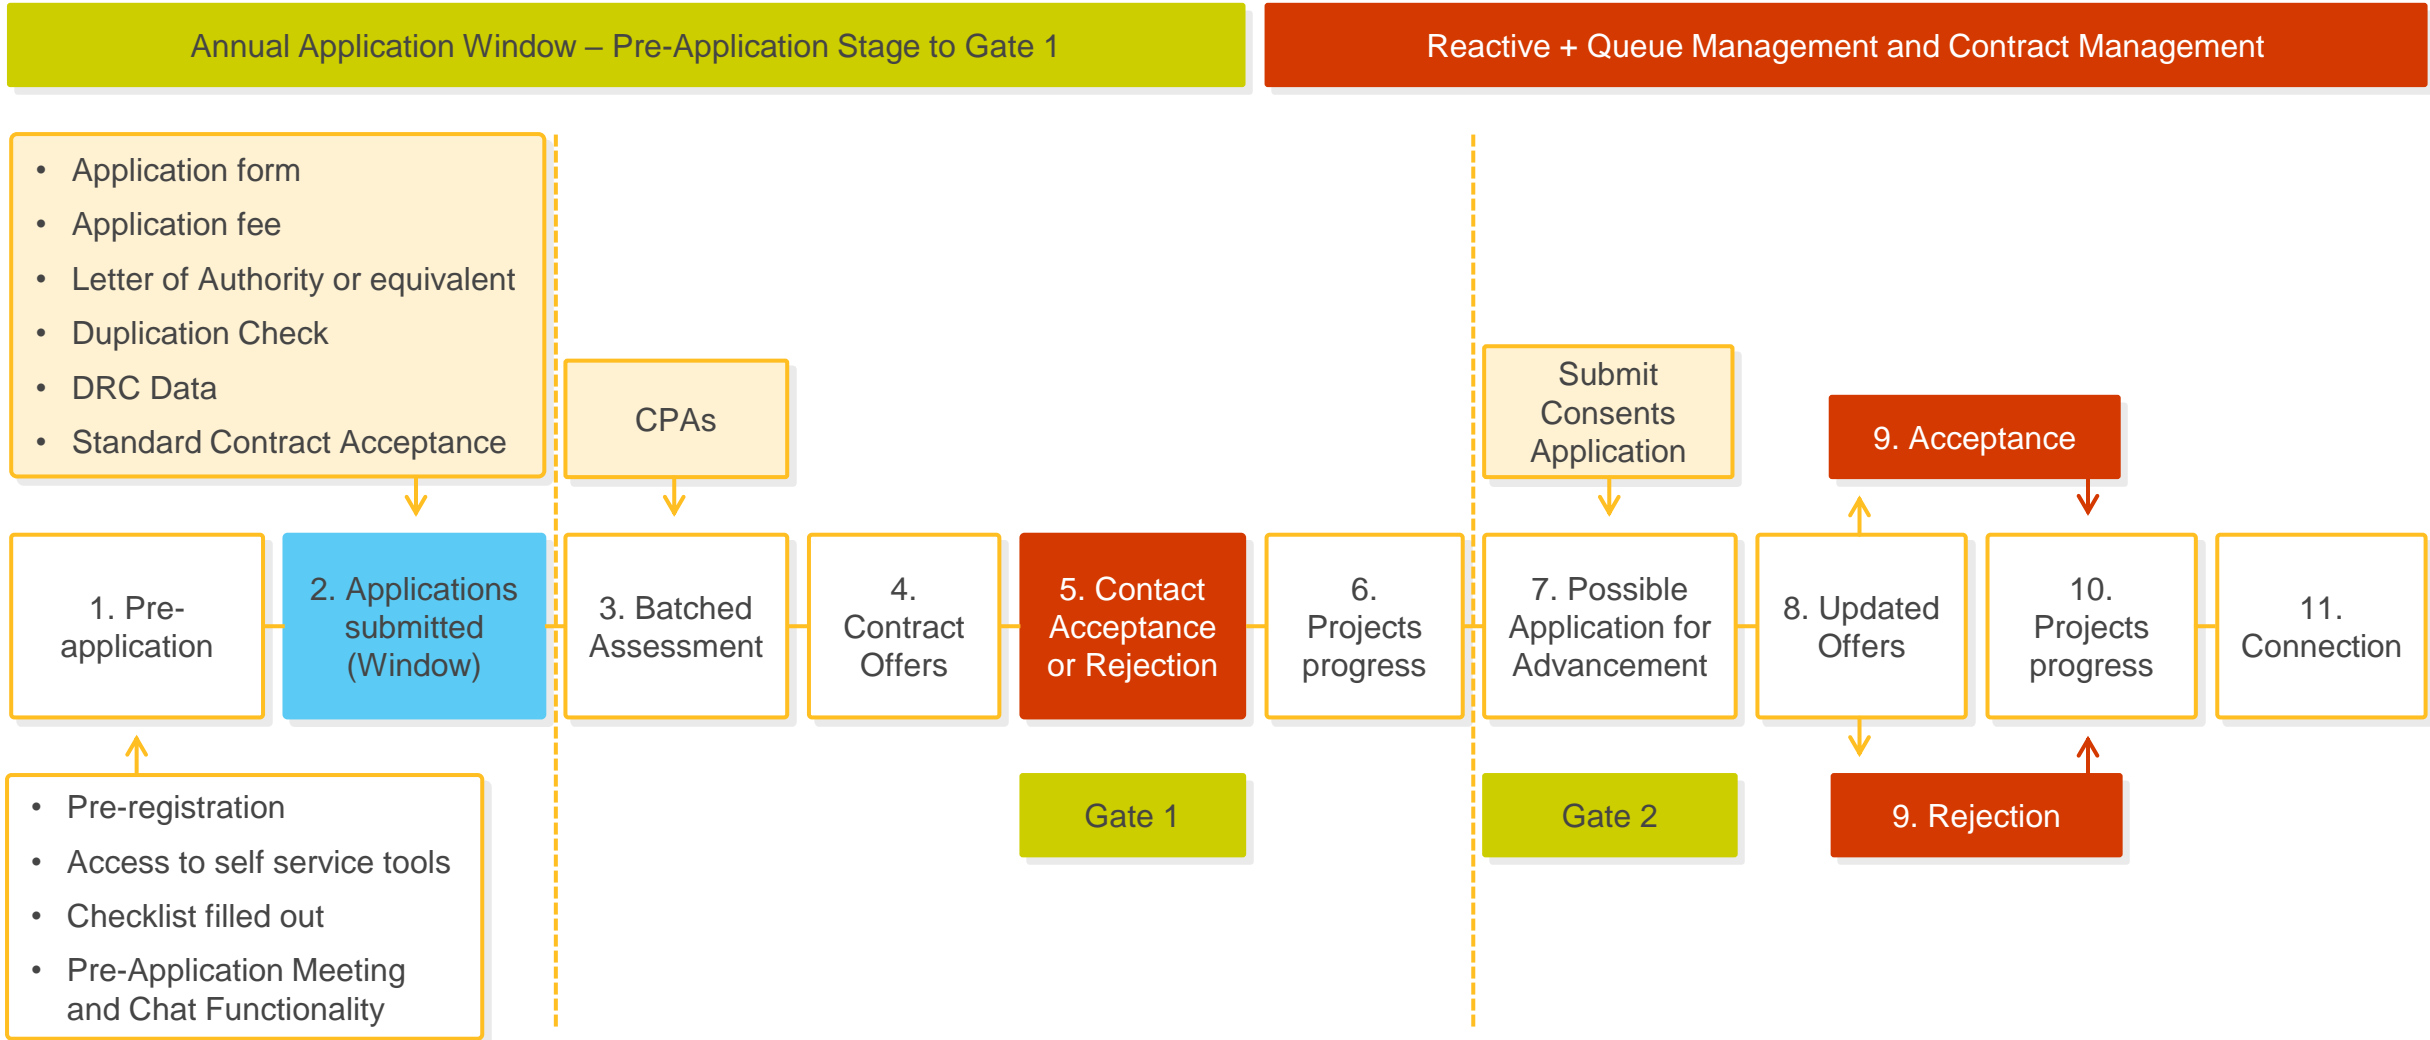 Annual Application Window – Pre-Application Stage to Gate 1
Reactive + Queue Management and Contract Management
• Application form
• Application fee
• Letter of Authority or equivalent
• Duplication Check
• DRC Data
• Standard Contract Acceptance
CPAs
Submit
Consents
Application
9. Acceptance
1. Pre-
application
2. Applications
submitted
(Window)
3. Batched
Assessment
4.
Contract
Offers
5. Contact
Acceptance
or Rejection
6.
Projects
progress
7. Possible
Application for
Advancement
8. Updated
Offers
10.
Projects
progress
11.
Connection
• Pre-registration
• Access to self service tools
• Checklist filled out
• Pre-Application Meeting
and Chat Functionality
Gate 1
Gate 2
9. Rejection